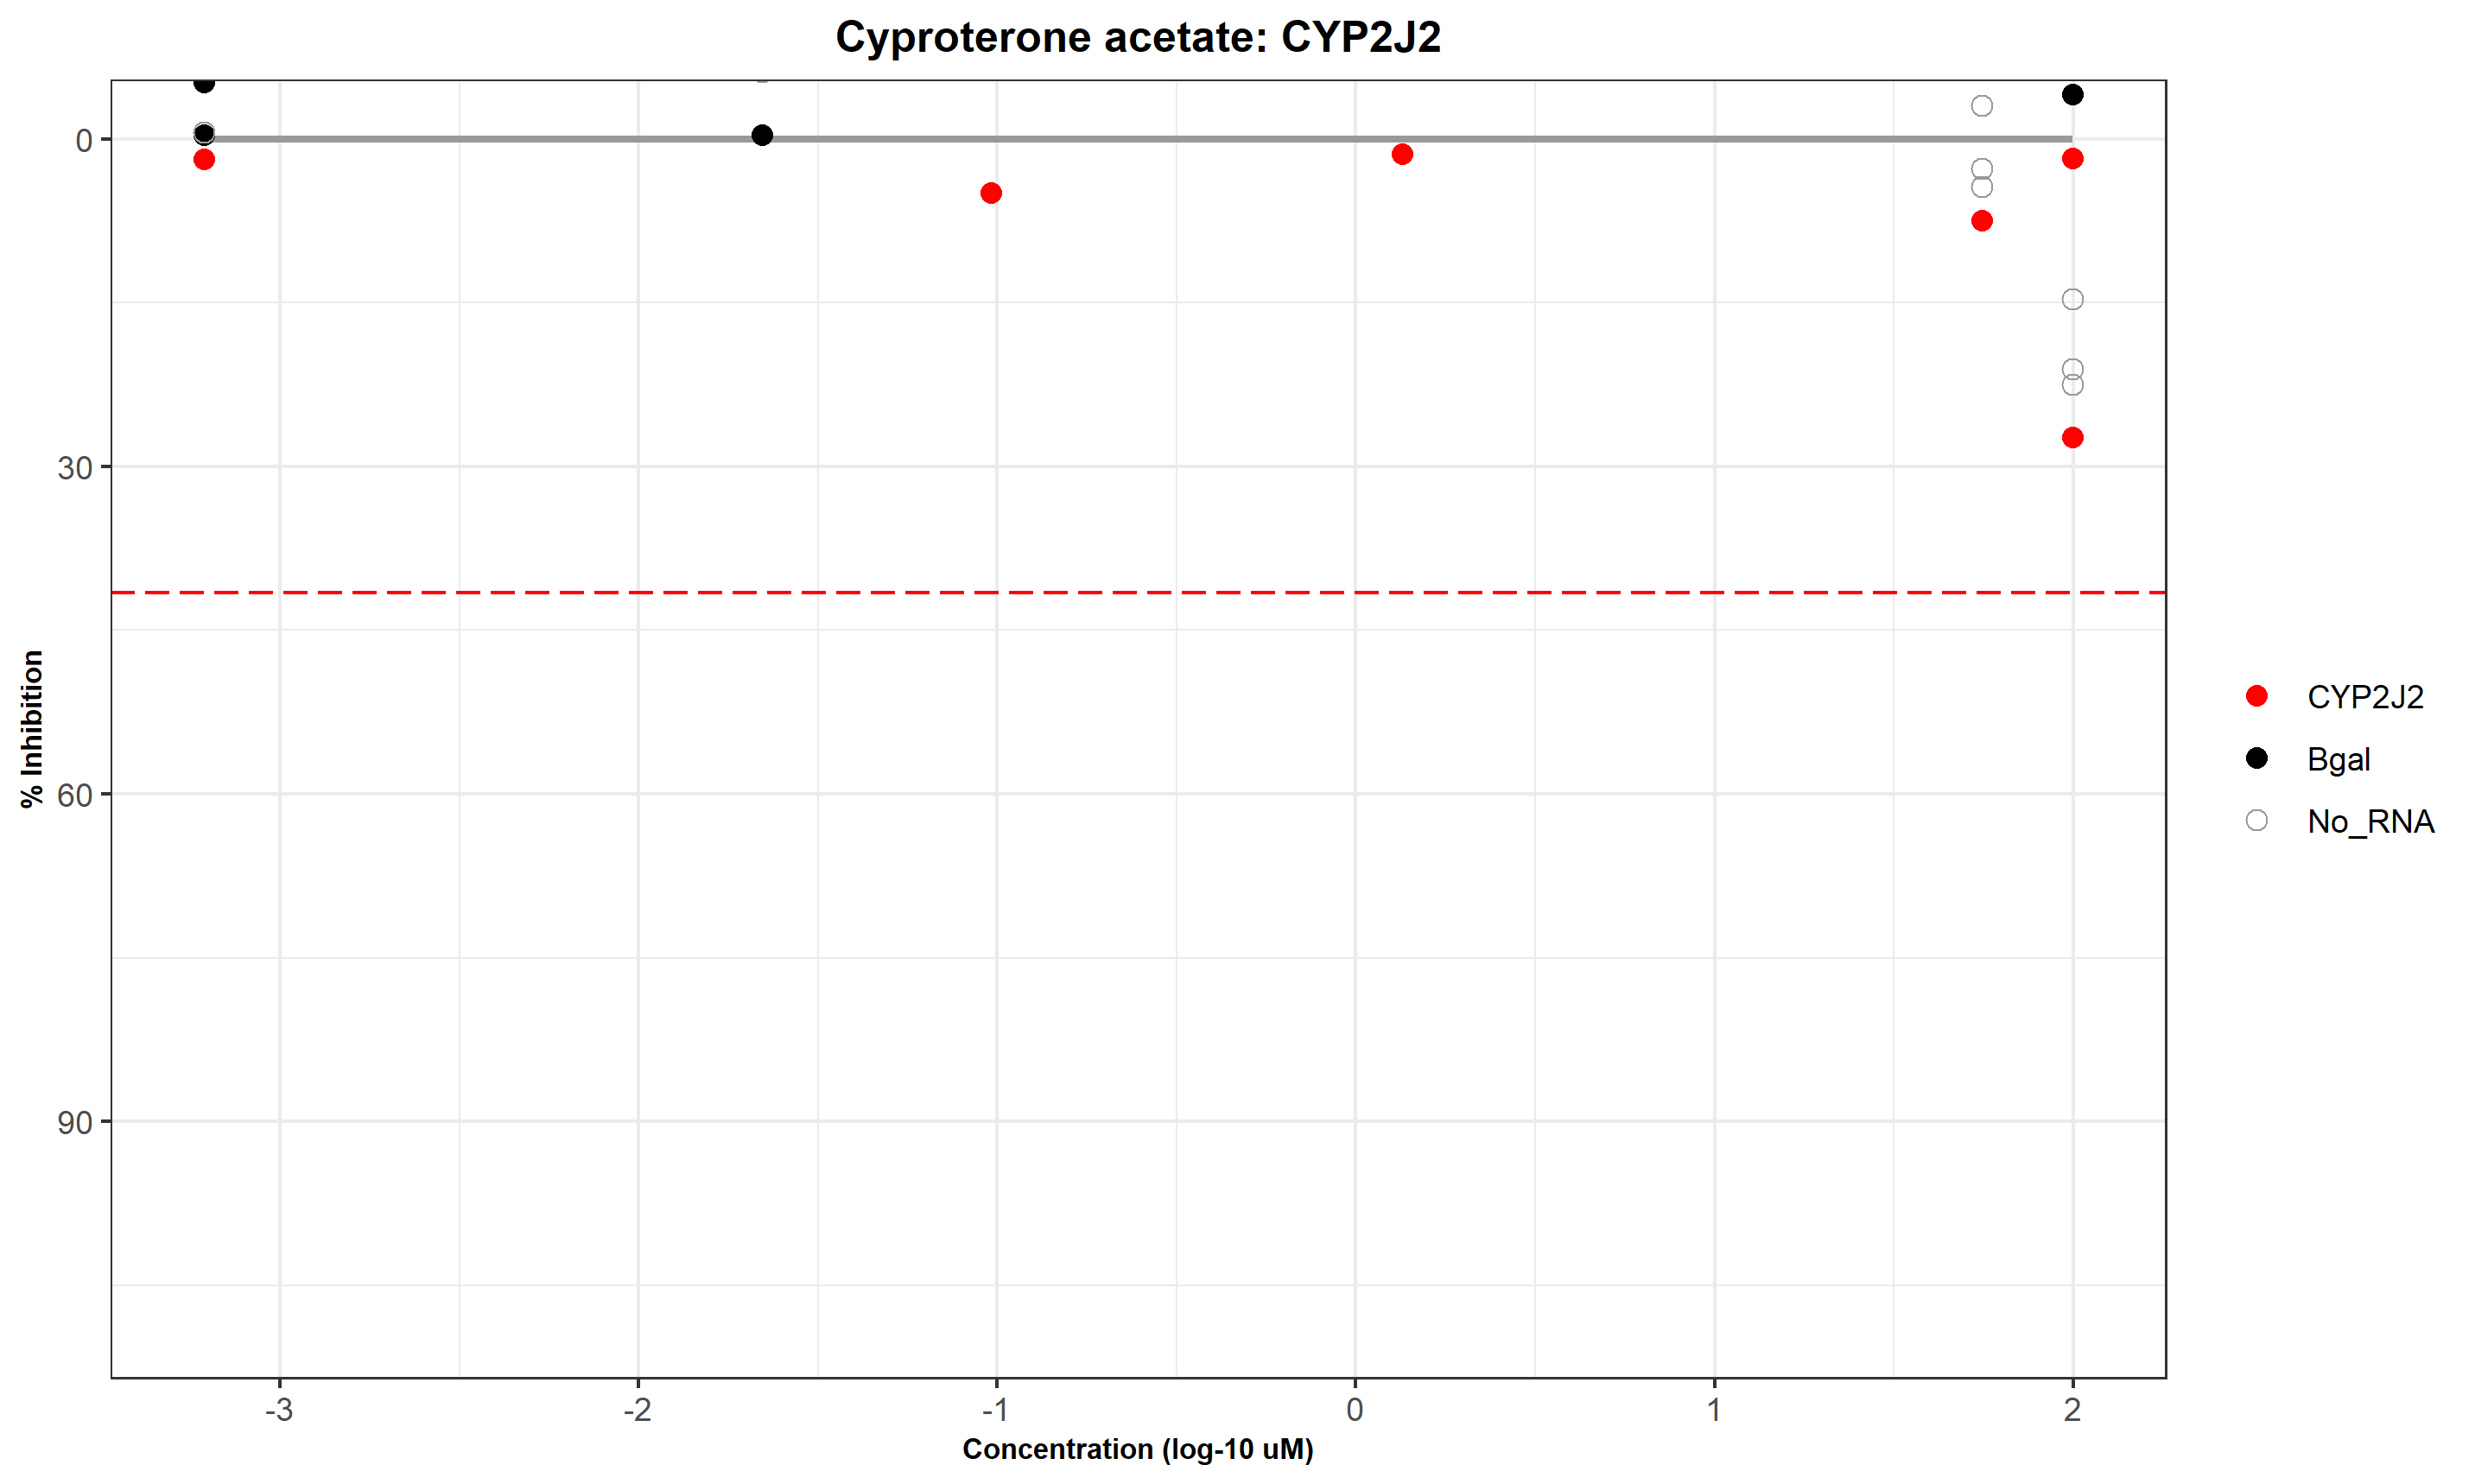 Cyproterone acetate: CYP2J2
0
30
60
90
% Inhibition
-3
-2
-1
0
1
2
Concentration (log-10 uM)
CYP2J2
Bgal
No_RNA